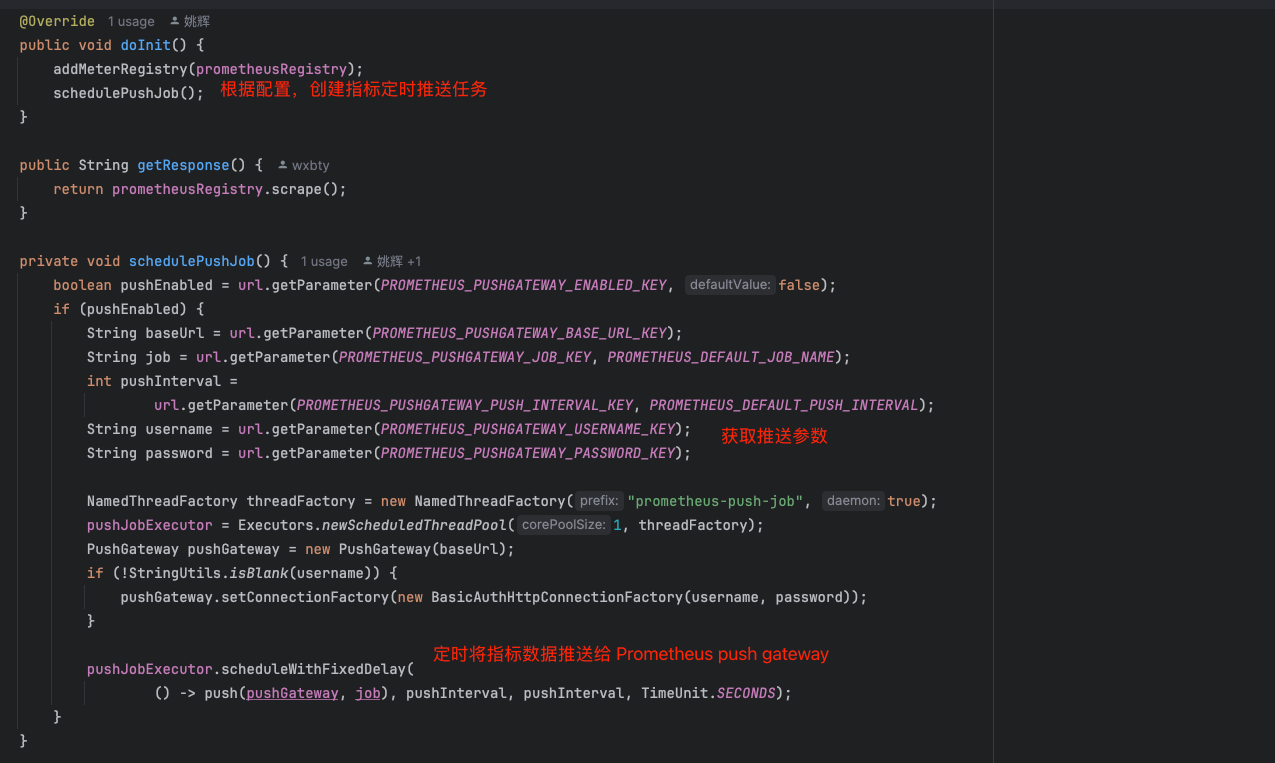 @Override 1 usage 姚辉
public void doInit() {
addMeterRegistry(prometheusRegistry);
schedulePushJob(); 根据配置，创建指标定时推送任务
}
public String getResponse() { wxbty
return prometheusRegistry.scrape();
}
private void schedulePushJob() { 1 usage 姚辉 +1
boolean pushEnabled = url.getParameter(PROMETHEUS_PUSHGATEWAY_ENABLED_KEY, defaultValue: false);
if (pushEnabled) {
String baseUrl = url.getParameter(PROMETHEUS_PUSHGATEWAY_BASE_URL_KEY);
String job = url.getParameter(PROMETHEUS_PUSHGATEWAY_JOB_KEY, PROMETHEUS_DEFAULT_JOB_NAME);
int pushInterval =
url.getParameter(PROMETHEUS_PUSHGATEWAY_PUSH_INTERVAL_KEY, PROMETHEUS_DEFAULT_PUSH_INTERVAL);
String username = url.getParameter(PROMETHEUS_PUSHGATEWAY_USERNAME_KEY);
获取推送参数
String password = url.getParameter(PROMETHEUS_PUSHGATEWAY_PASSWORD_KEY);
NamedThreadFactory threadFactory = new NamedThreadFactory( prefix: "prometheus-push-job", daemon: true);
pushJobExecutor = Executors.newScheduledThreadPool( corePoolSize: 1, threadFactory);
PushGateway pushGateway = new PushGateway(baseUrl);
if (!StringUtils.isBlank(username)) {
pushGateway.setConnectionFactory(new BasicAuthHttpConnectionFactory(username, password));
}
定时将指标数据推送给 Prometheus push gateway
pushJobExecutor.scheduleWithFixedDelay(
() -> push(pushGateway, job), pushInterval, pushInterval, TimeUnit.SECONDS);
}
}